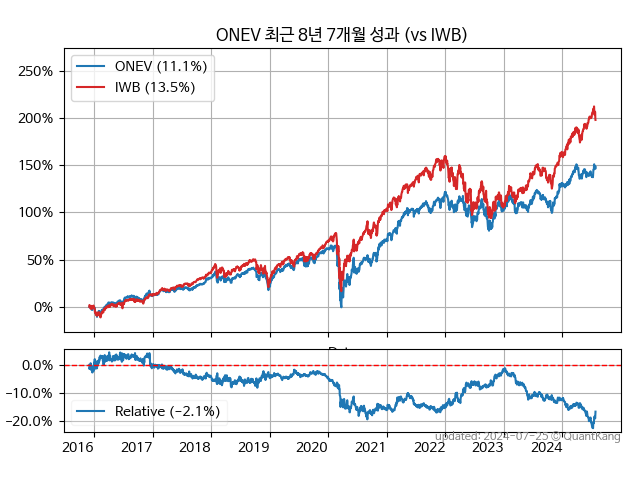 ONEV 최근 8년 7개월 성과 (vs IWB)
ONEV (11.1%)
IWB (13.5%)
250%
200%
150%
100%
50%
0%
0.0%
−10.0%
−20.0%
Relative (−2.1%)
updated: 2024-07-25 © QuantKang
2016 2017 2018 2019 2020 2021 2022 2023 2024